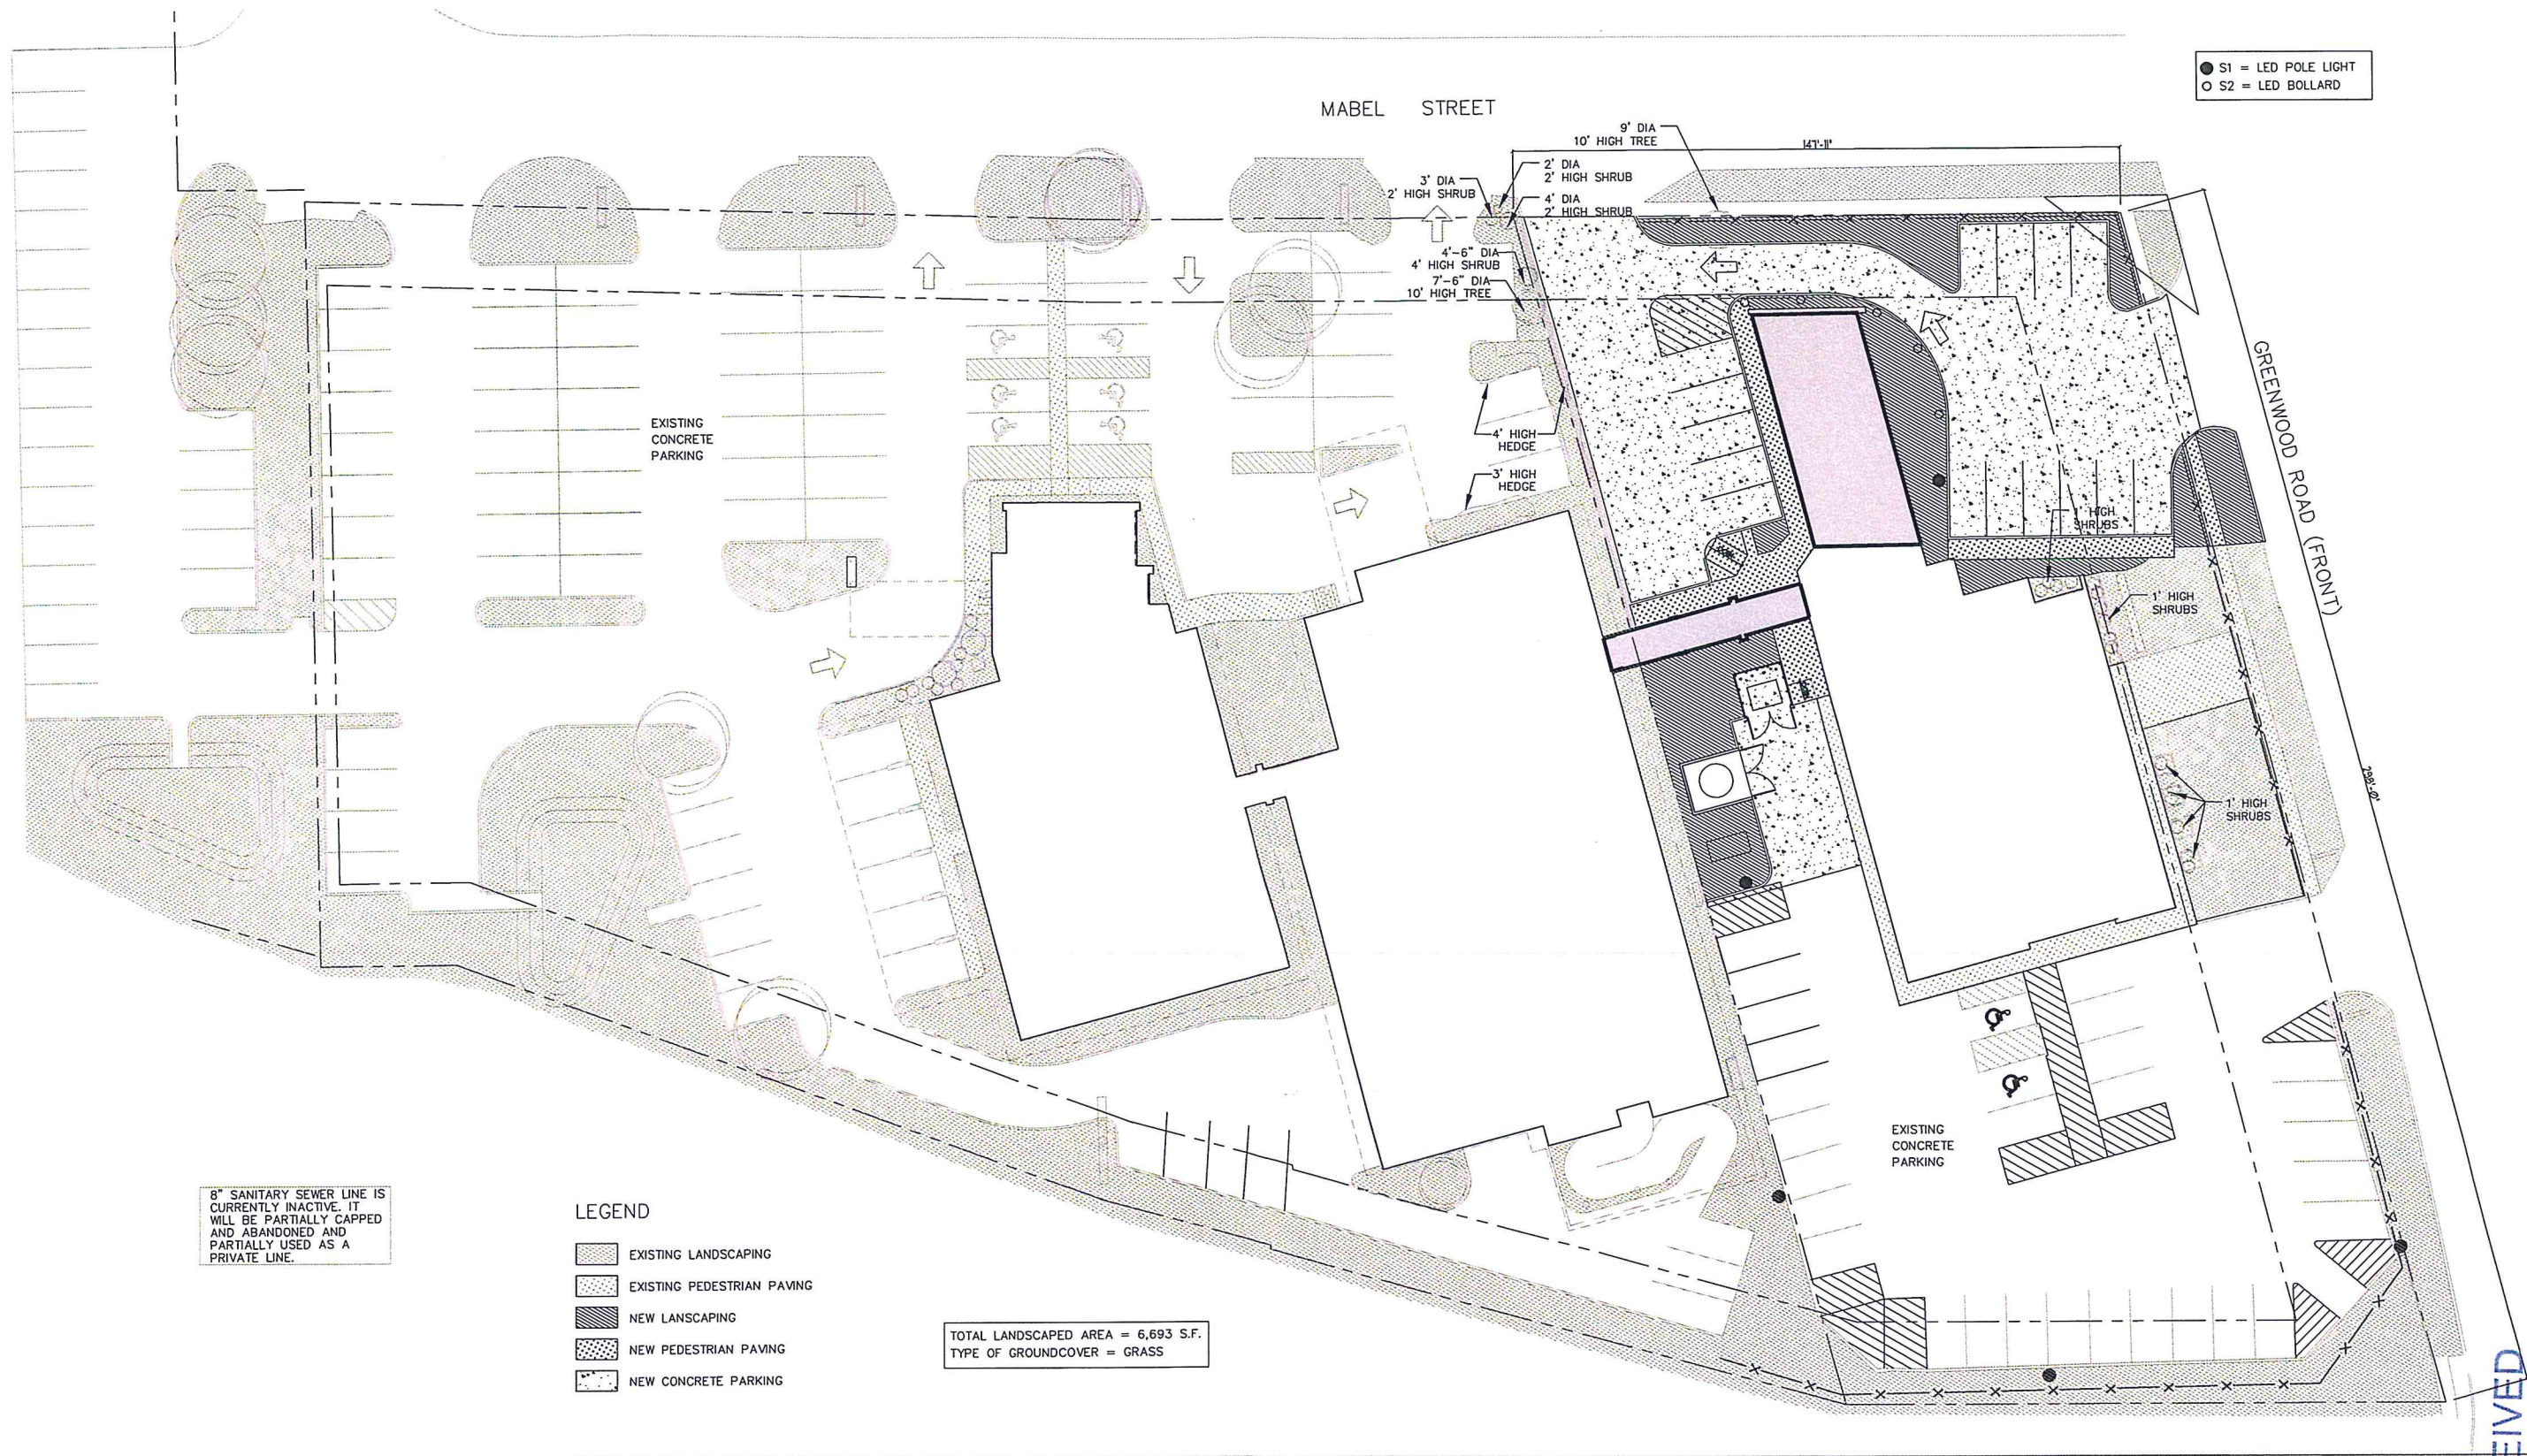 S1 = LED POLE LIGHT
S2 = LED BOLLARD
MABEL STREET
9' DIA
10' HIGH TREE
147'-11"
2' DIA
2' HIGH SHRUB
3' DIA
2' HIGH SHRUB
4' DIA
2' HIGH SHRUB
4'-6" DIA
4' HIGH SHRUB
7'-6" DIA
10' HIGH TREE
GREENWOOD ROAD (FRONT)
298'-0"
EXISTING
CONCRETE
PARKING
4' HIGH
HEDGE
3' HIGH
HEDGE
HIGH
SHRUBS
1' HIGH
SHRUBS
1' HIGH
SHRUBS
EXISTING
CONCRETE
PARKING
8" SANITARY SEWER LINE IS
CURRENTLY INACTIVE. IT
WILL BE PARTIALLY CAPPED
AND ABANDONED AND
PARTIALLY USED AS A
PRIVATE LINE.
LEGEND
EXISTING LANDSCAPING
EXISTING PEDESTRIAN PAVING
NEW LANSCAPING
NEW PEDESTRIAN PAVING
NEW CONCRETE PARKING
TOTAL LANDSCAPED AREA = 6,693 S.F.
TYPE OF GROUNDCOVER = GRASS
EIVED